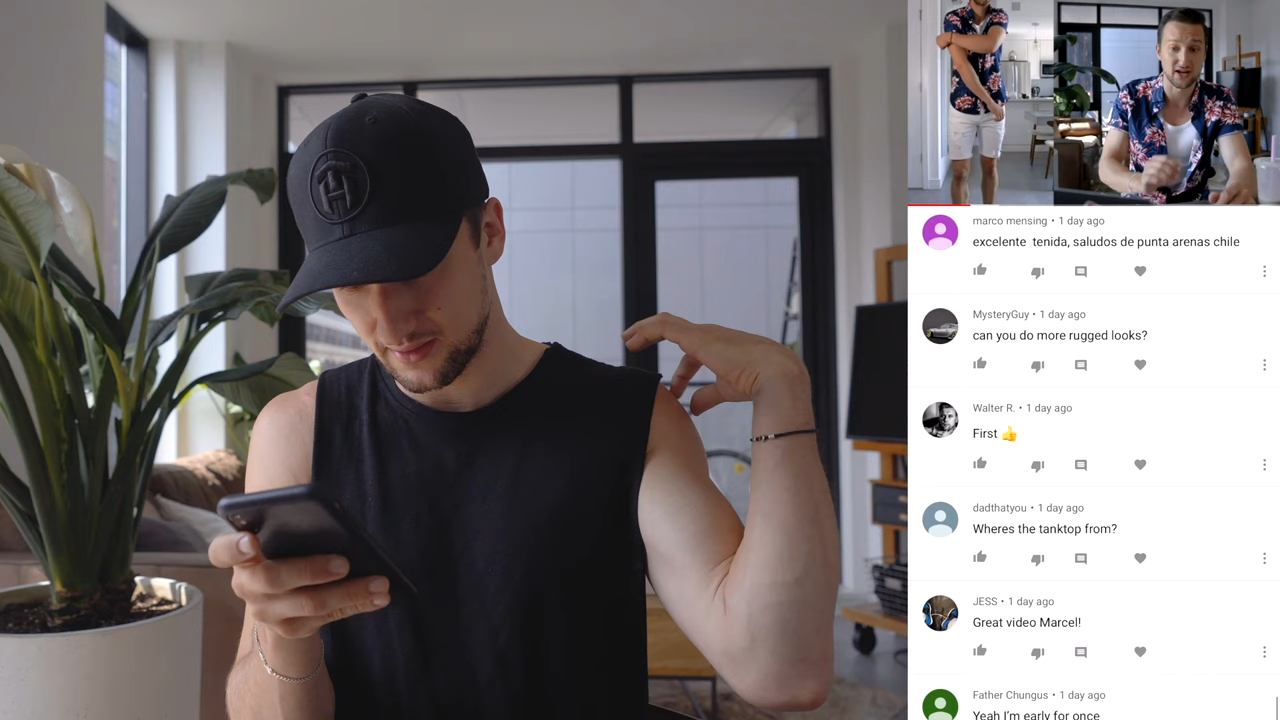 H
marco mensing • 1 day ago
excelente  tenida, saludos de punta arenas chile
MysteryGuy • 1 day ago
can you do more rugged looks?
Walter R. • 1 day ago
First 👍
dadthatyou • 1 day ago
Wheres the tanktop from?
JESS • 1 day ago
Great video Marcel!
Father Chungus • 1 day ago
Yeah I'm early for once